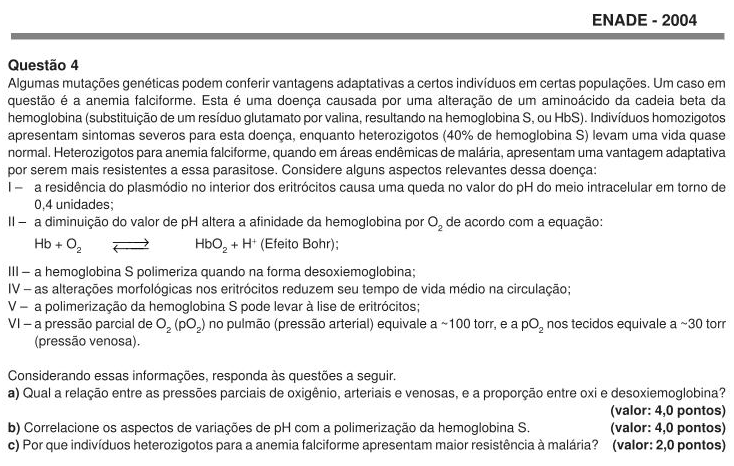 ENADE - 2004
Questão 4
Algumas mutações genéticas podem conferir vantagens adaptativas a certos indivíduos em certas populações. Um caso em
questão é a anemia falciforme. Esta é uma doença causada por uma alteração de um aminoácido da cadeia beta da
hemoglobina (substituição de um resíduo glutamato por valina, resultando na hemoglobina S, ou HbS). Indivíduos homozigotos
apresentam sintomas severos para esta doença, enquanto heterozigotos (40% de hemoglobina S) levam uma vida quase
normal. Heterozigotos para anemia falciforme, quando em áreas endêmicas de malária, apresentam uma vantagem adaptativa
por serem mais resistentes a essa parasitose. Considere alguns aspectos relevantes dessa doença:
I – a residência do plasmódio no interior dos eritrócitos causa uma queda no valor do pH do meio intracelular em torno de
0,4 unidades;
II – a diminuição do valor de pH altera a afinidade da hemoglobina por O₂ de acordo com a equação:
Hb + O₂ ⇌ HbO₂ + H⁺ (Efeito Bohr);
III – a hemoglobina S polimeriza quando na forma desoxiemoglobina;
IV – as alterações morfológicas nos eritrócitos reduzem seu tempo de vida médio na circulação;
V – a polimerização da hemoglobina S pode levar à lise de eritrócitos;
VI – a pressão parcial de O₂ (pO₂) no pulmão (pressão arterial) equivale a ~100 torr, e a pO₂ nos tecidos equivale a ~30 torr
(pressão venosa).
Considerando essas informações, responda às questões a seguir.
a) Qual a relação entre as pressões parciais de oxigênio, arteriais e venosas, e a proporção entre oxi e desoxiemoglobina?
(valor: 4,0 pontos)
b) Correlacione os aspectos de variações de pH com a polimerização da hemoglobina S. (valor: 4,0 pontos)
c) Por que indivíduos heterozigotos para a anemia falciforme apresentam maior resistência à malária? (valor: 2,0 pontos)